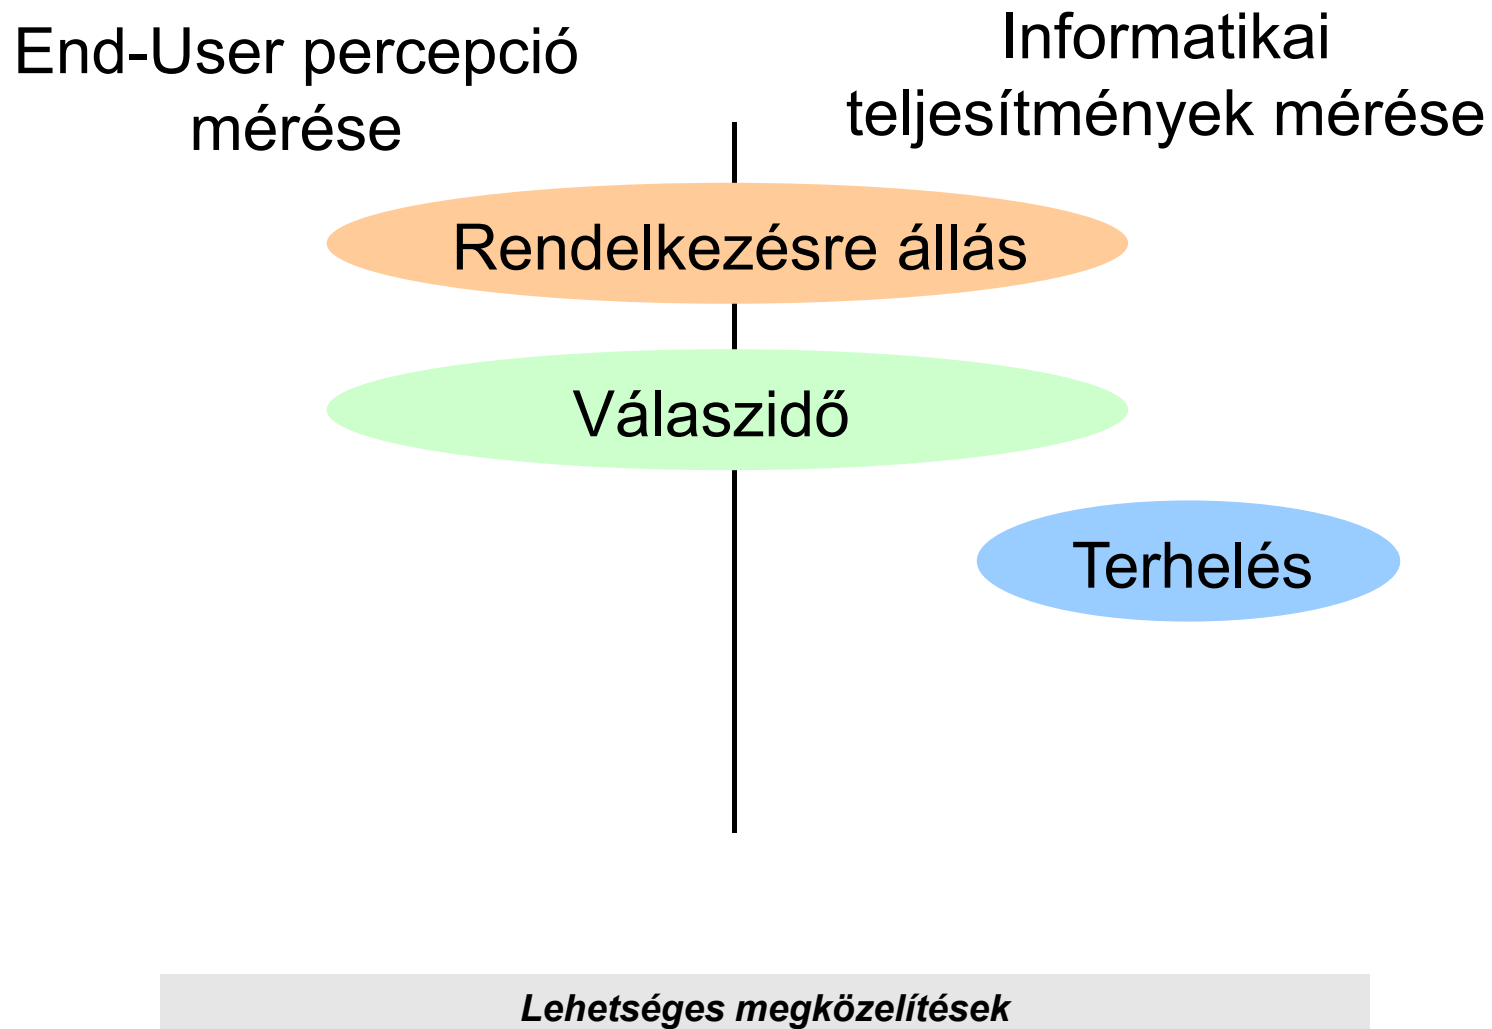 End-User percepció
mérése
Informatikai
teljesítmények mérése
Rendelkezésre állás
Válaszidő
Terhelés
Lehetséges megközelítések